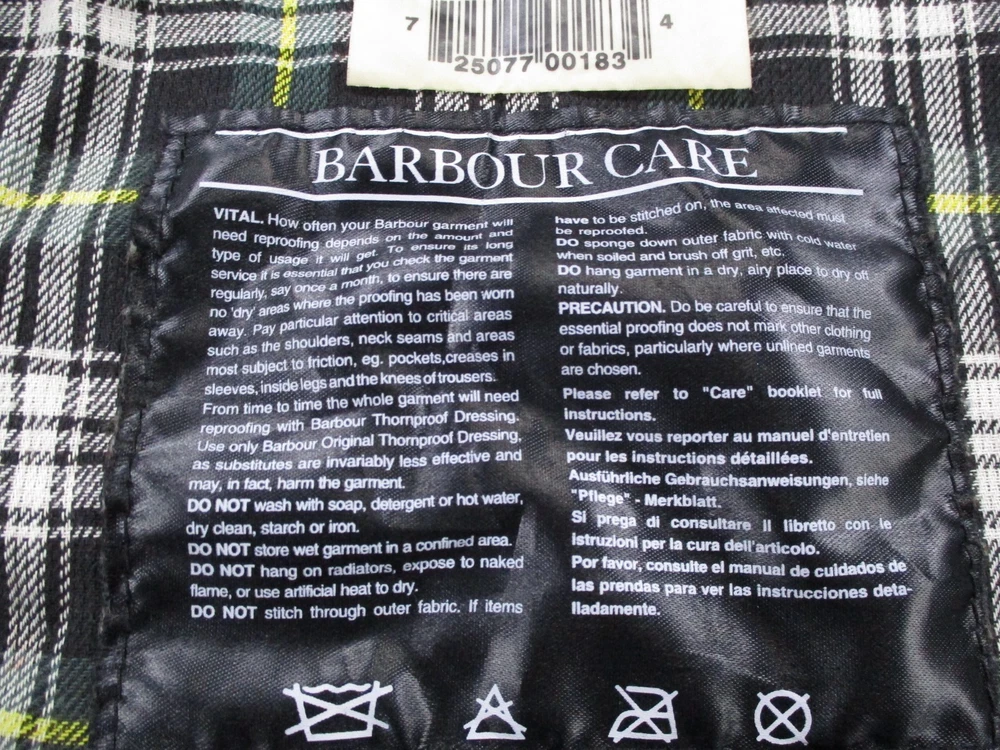 7 25077 00183 4
BARBOUR CARE
VITAL. How often your Barbour garment will
need reproofing depends on the amount and
type of usage it will get. To ensure its long
service it is essential that you check the garment
regularly, say once a month, to ensure there are
no 'dry' areas where the proofing has been worn
away. Pay particular attention to critical areas
such as the shoulders, neck seams and areas
most subject to friction, eg. pockets,creases in
sleeves, inside legs and the knees of trousers.
From time to time the whole garment will need
reproofing with Barbour Thornproof Dressing.
Use only Barbour Original Thornproof Dressing,
as substitutes are invariably less effective and
may, in fact, harm the garment.
DO NOT wash with soap, detergent or hot water,
dry clean, starch or iron.
DO NOT store wet garment in a confined area.
DO NOT hang on radiators, expose to naked
flame, or use artificial heat to dry.
DO NOT stitch through outer fabric. If items
have to be stitched on, the area affected must
be reproofed.
DO sponge down outer fabric with cold water
when soiled and brush off grit, etc.
DO hang garment in a dry, airy place to dry off
naturally.
PRECAUTION. Do be careful to ensure that the
essential proofing does not mark other clothing
or fabrics, particularly where unlined garments
are chosen.
Please refer to "Care" booklet for full
instructions.
Veuillez vous reporter au manuel d'entretien
pour les instructions détaillées.
Ausführliche Gebrauchsanweisungen, siehe
"Pflege" - Merkblatt.
Si prega di consultare il libretto con le
istruzioni per la cura dell'articolo.
Por favor, consulte el manual de cuidados de
las prendas para ver las instrucciones deta-
lladamente.